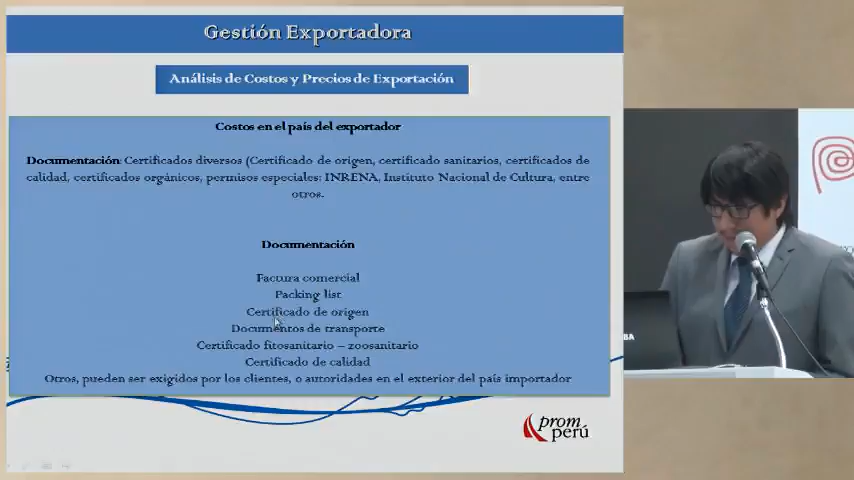 Gestión Exportadora
Análisis de Costos y Precios de Exportación
Costos en el país del exportador
Documentación: Certificados diversos (Certificado de origen, certificado sanitarios, certificados de
calidad, certificados orgánicos, permisos especiales: INRENA, Instituto Nacional de Cultura, entre
otros.
Documentación
Factura comercial
Packing list
Certificado de origen
Documentos de transporte
Certificado fitosanitario – zoosanitario
Certificado de calidad
Otros, pueden ser exigidos por los clientes, o autoridades en el exterior del país importador
prom
perú